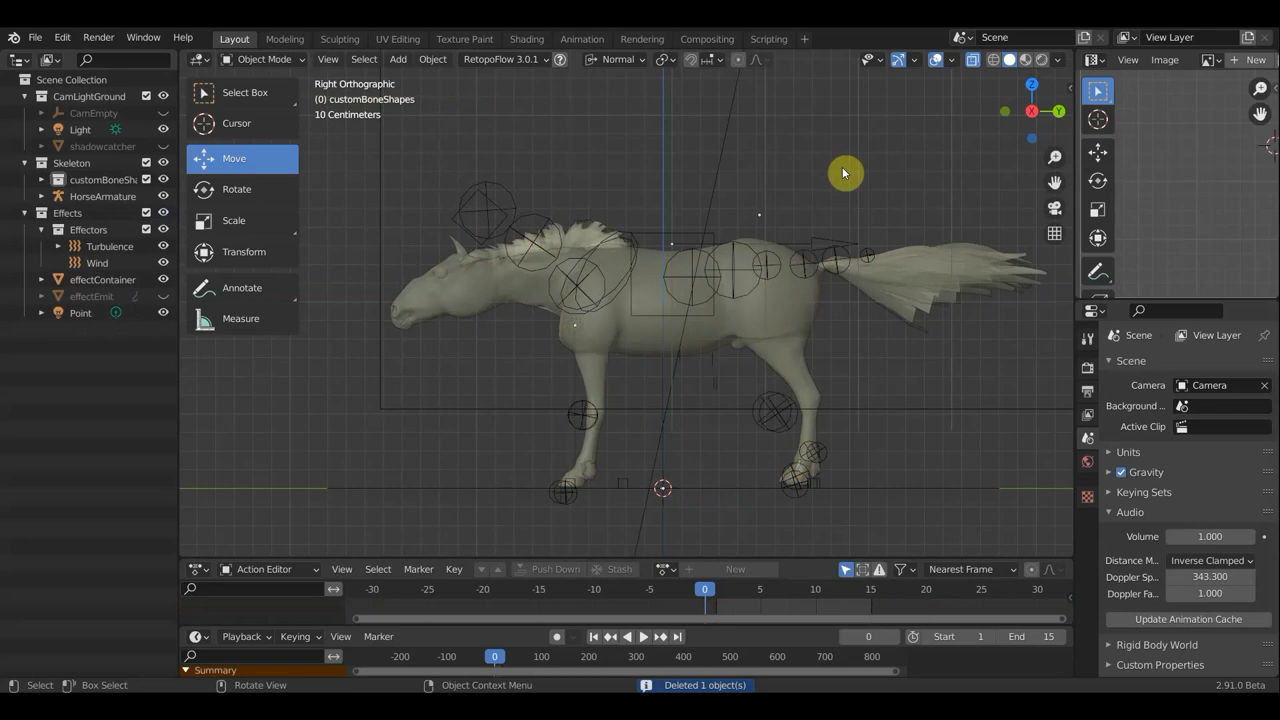 File Edit Render Window Help Layout Modeling Sculpting UV Editing Texture Paint Shading Animation Rendering Compositing Scripting + Scene View Layer
Object Mode View Select Add Object RetopoFlow 3.0.1 Normal View Image New
Scene Collection
CamLightGround
CamEmpty
Light
shadowcatcher
Skeleton
customBoneSha
HorseArmature
Effects
Effectors
Turbulence
Wind
effectContainer
effectEmit
Point
Select Box
Cursor
Move
Rotate
Scale
Transform
Annotate
Measure
Right Orthographic
(0) customBoneShapes
10 Centimeters
Z
X
Y
Scene View Layer
Scene
Camera Camera
Background ...
Active Clip
Units
Gravity
Keying Sets
Audio
Volume 1.000
Distance M... Inverse Clamped
Doppler Sp... 343.300
Doppler Fa... 1.000
Update Animation Cache
Rigid Body World
Custom Properties
Action Editor View Select Marker Key Push Down Stash New Nearest Frame
-30 -25 -20 -15 -10 -5 0 5 10 15 20 25 30
Playback Keying View Marker 0 Start 1 End 15
-200 -100 0 100 200 300 400 500 600 700 800
Summary
Select Box Select Rotate View Object Context Menu Deleted 1 object(s) 2.91.0 Beta